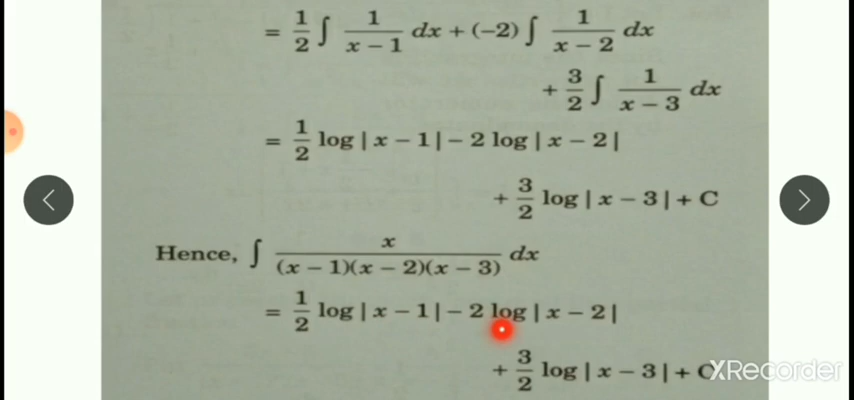 = 1/2 ∫ 1/(x − 1) dx + (−2) ∫ 1/(x − 2) dx
+ 3/2 ∫ 1/(x − 3) dx
= 1/2 log | x − 1 | − 2 log | x − 2 |
+ 3/2 log | x − 3 | + C
Hence, ∫ x/((x − 1)(x − 2)(x − 3)) dx
= 1/2 log | x − 1 | − 2 log | x − 2 |
+ 3/2 log | x − 3 | + C
XRecorder